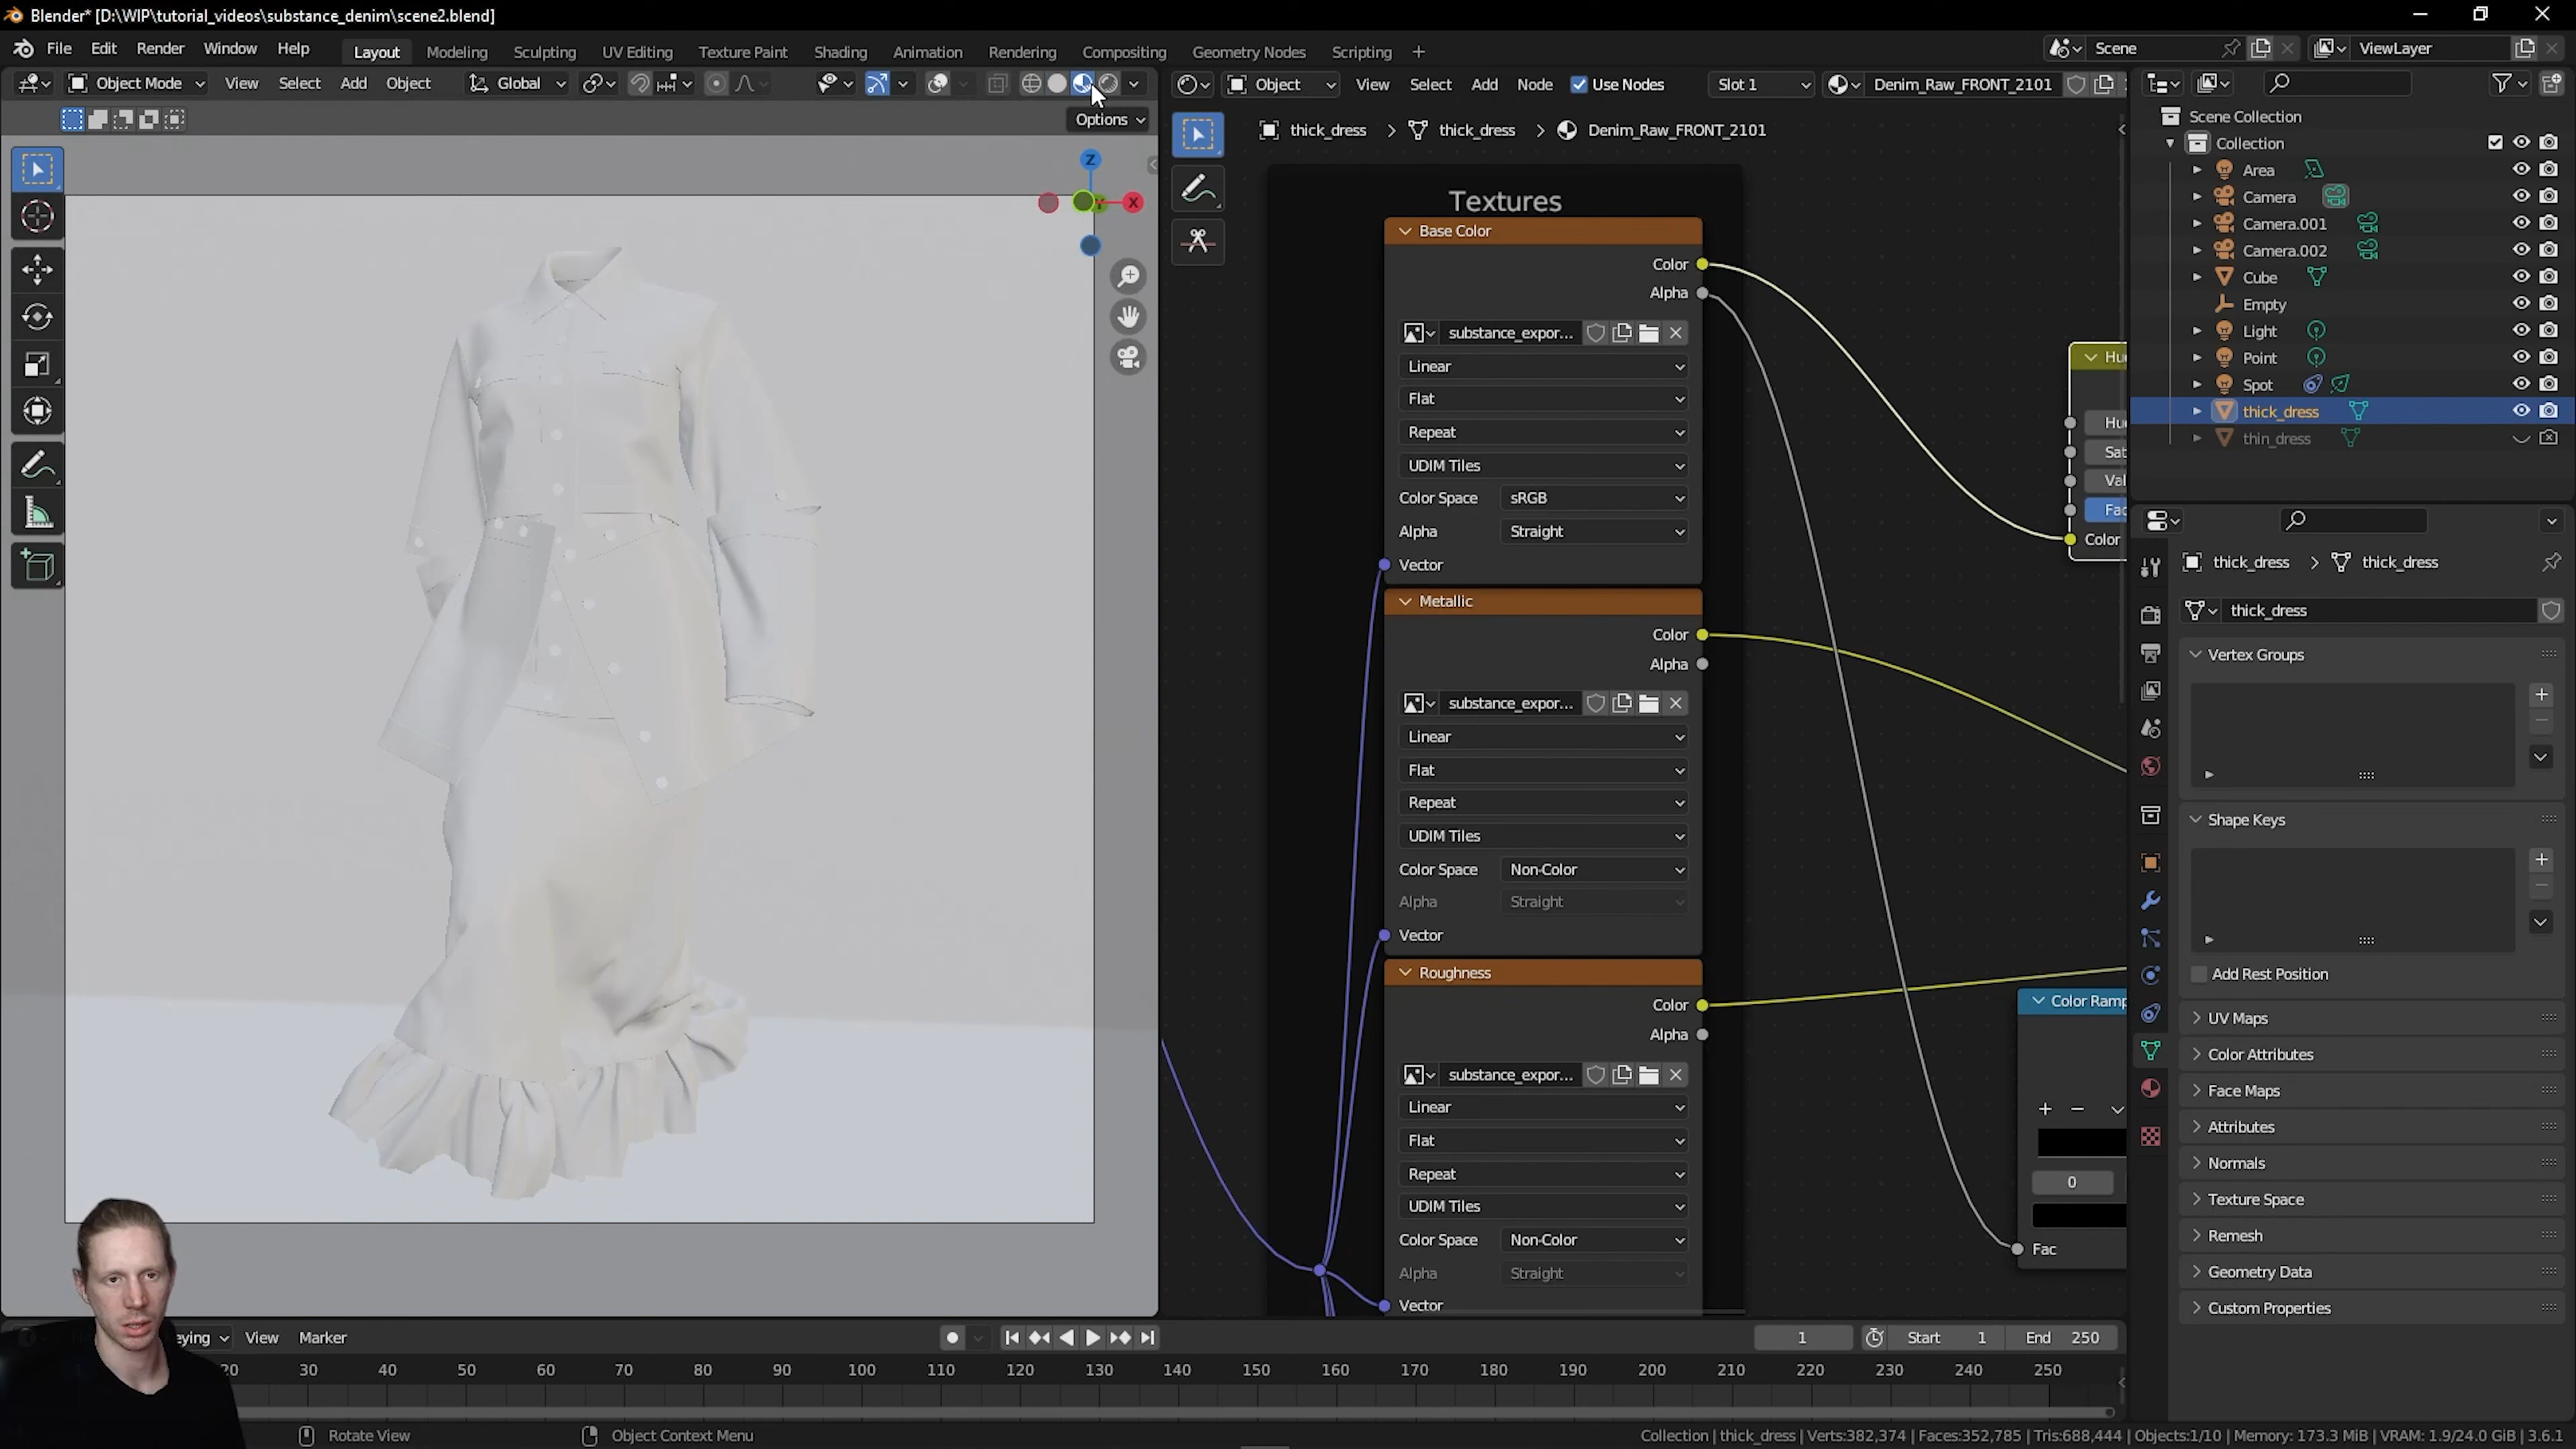 Blender* [D:\WIP\tutorial_videos\substance_denim\scene2.blend]
File Edit Render Window Help Layout Modeling Sculpting UV Editing Texture Paint Shading Animation Rendering Compositing Geometry Nodes Scripting + Scene ViewLayer
Object Mode View Select Add Object Global
Object View Select Add Node Use Nodes Slot 1 Denim_Raw_FRONT_2101
Options
Z
X
thick_dress > thick_dress > Denim_Raw_FRONT_2101
Textures
Base Color
Color
Alpha
substance_expor...
Linear
Flat
Repeat
UDIM Tiles
Color Space sRGB
Alpha Straight
Vector
Metallic
Color
Alpha
substance_expor...
Linear
Flat
Repeat
UDIM Tiles
Color Space Non-Color
Alpha Straight
Vector
Roughness
Color
Alpha
substance_expor...
Linear
Flat
Repeat
UDIM Tiles
Color Space Non-Color
Alpha Straight
Vector
Hue
Hue
Sat
Val
Fac
Color
Color Ramp
+ −
0
Fac
Scene Collection
Collection
Area
Camera
Camera.001
Camera.002
Cube
Empty
Light
Point
Spot
thick_dress
thin_dress
thick_dress > thick_dress
thick_dress
Vertex Groups
Shape Keys
Add Rest Position
UV Maps
Color Attributes
Face Maps
Attributes
Normals
Texture Space
Remesh
Geometry Data
Custom Properties
eying View Marker
1 Start 1 End 250
20 30 40 50 60 70 80 90 100 110 120 130 140 150 160 170 180 190 200 210 220 230 240 250
Rotate View Object Context Menu
Collection | thick_dress | Verts:382,374 | Faces:352,785 | Tris:688,444 | Objects:1/10 | Memory: 173.3 MiB | VRAM: 1.9/24.0 GiB | 3.6.1